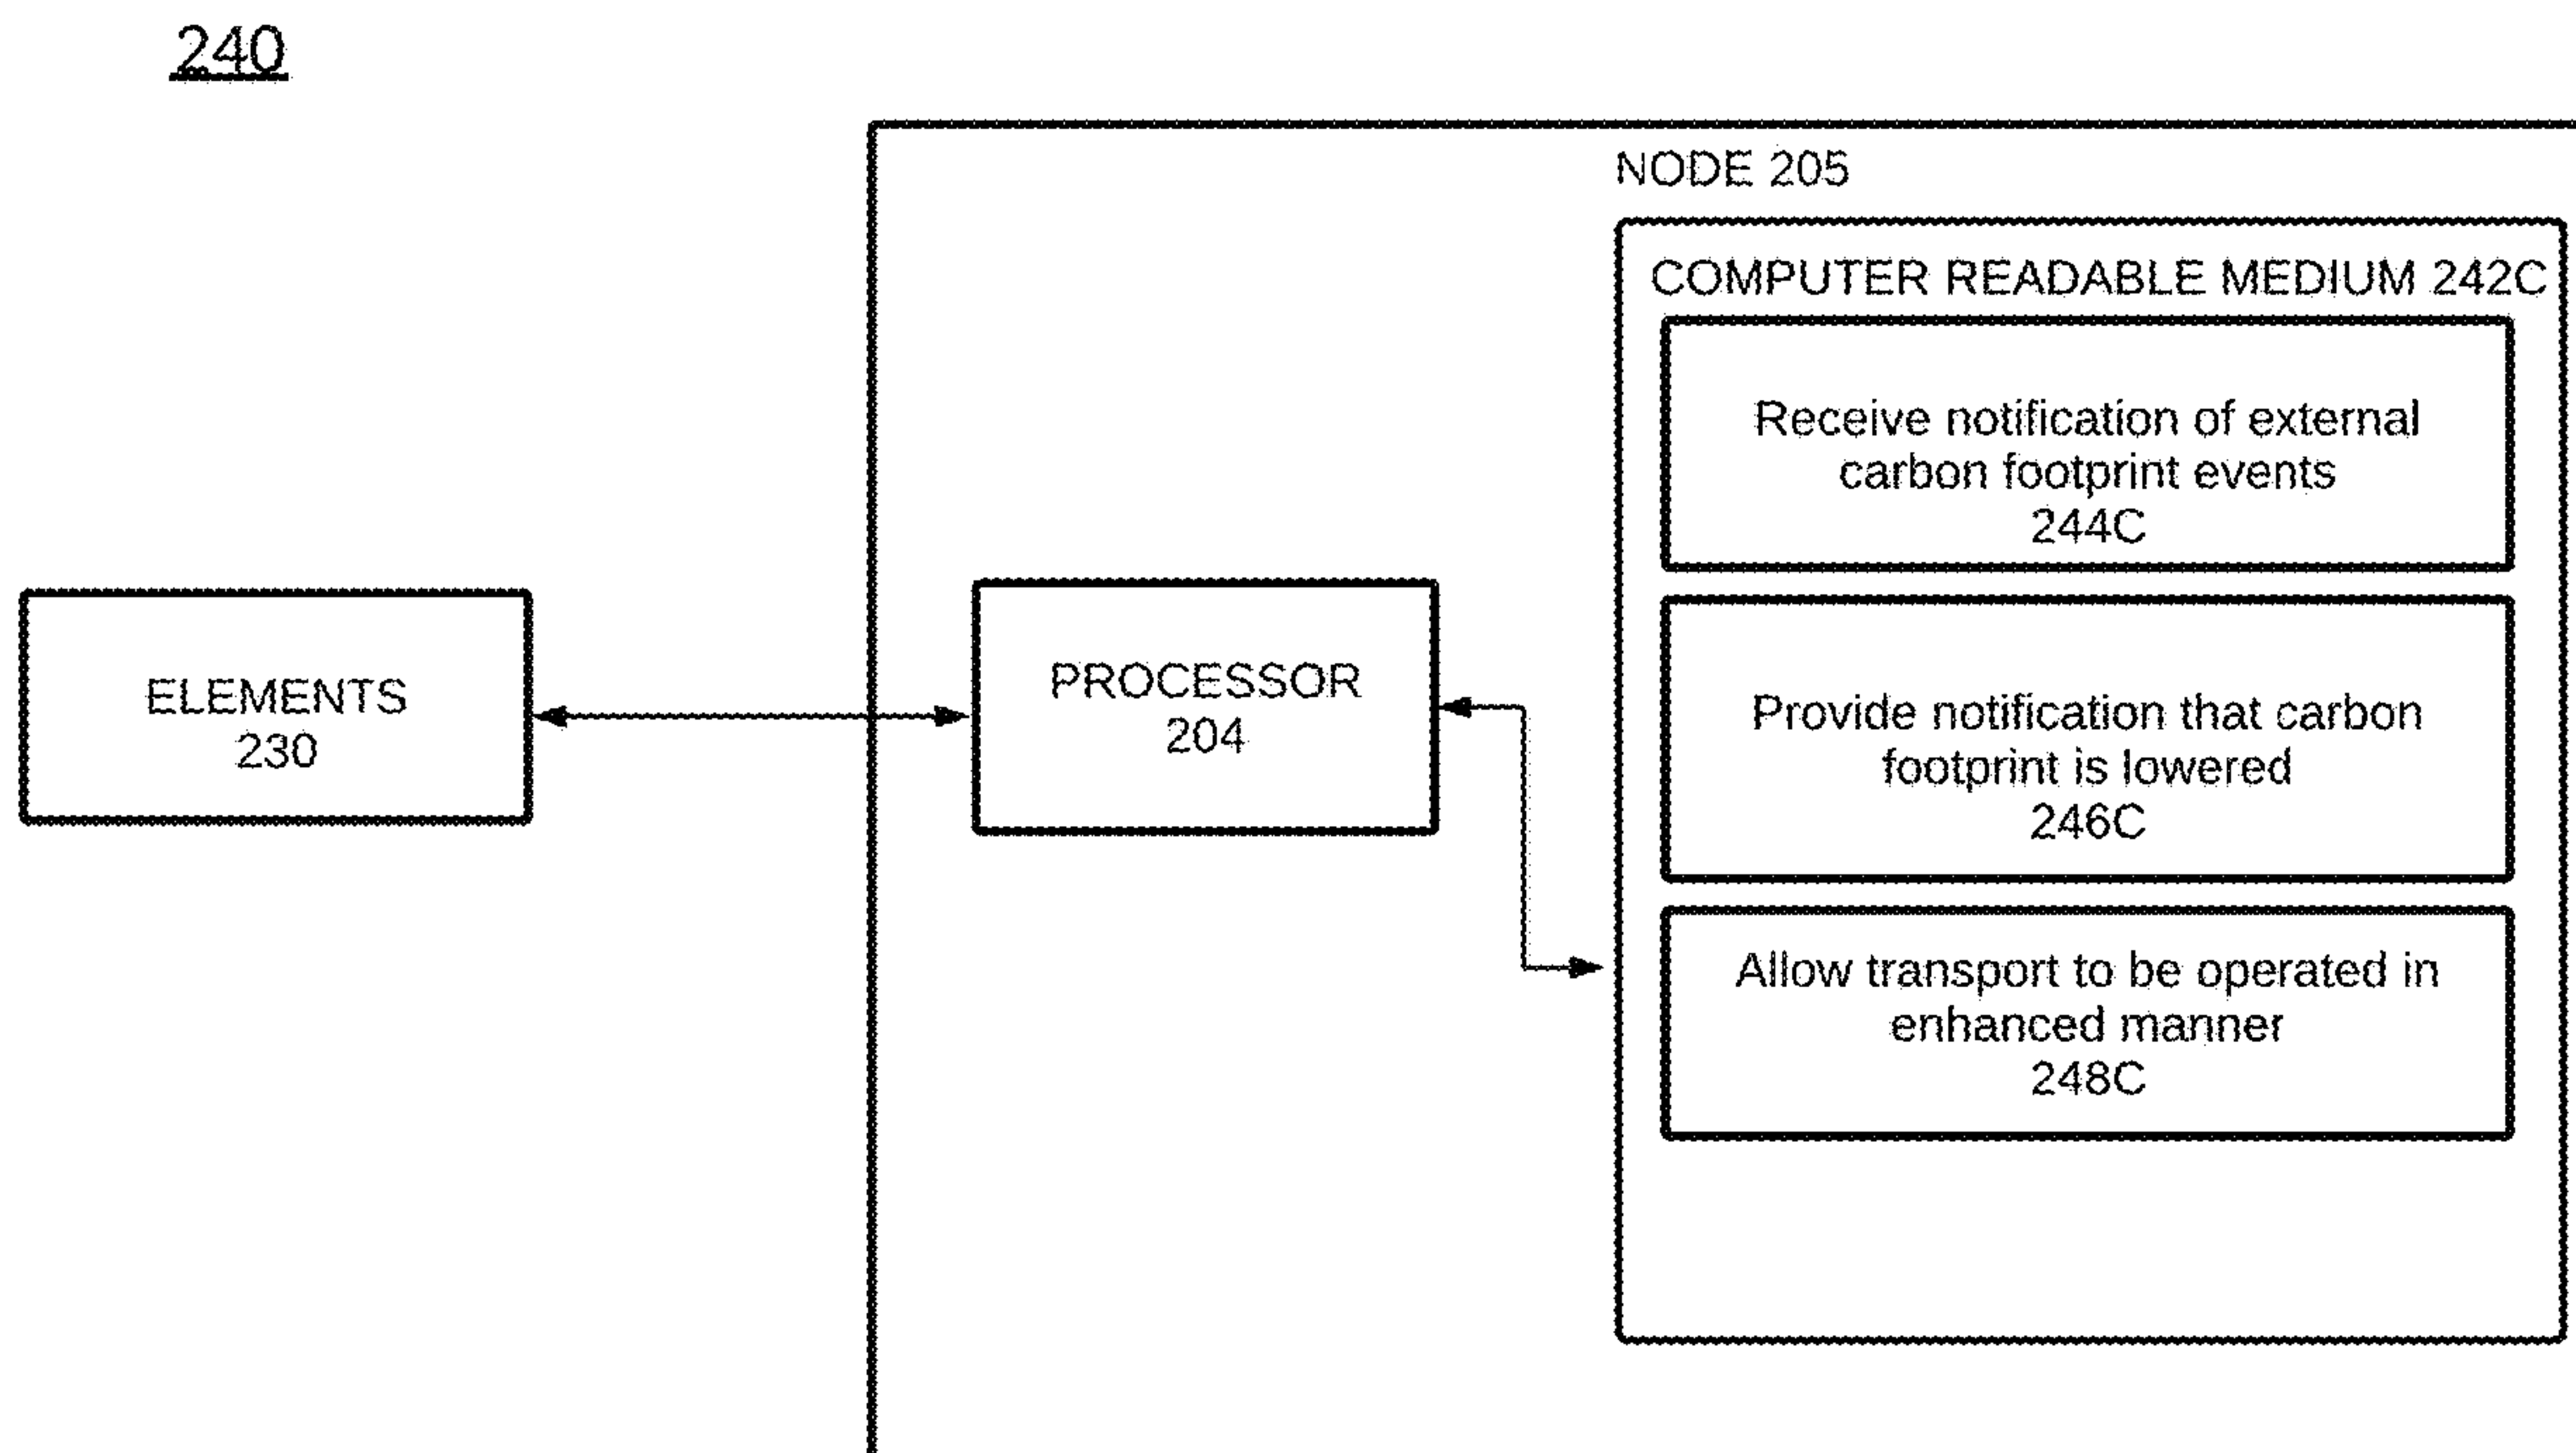 240
NODE 205
COMPUTER READABLE MEDIUM 242C
Receive notification of external
carbon footprint events
244C
ELEMENTS
230
PROCESSOR
204
Provide notification that carbon
footprint is lowered
246C
Allow transport to be operated in
enhanced manner
248C